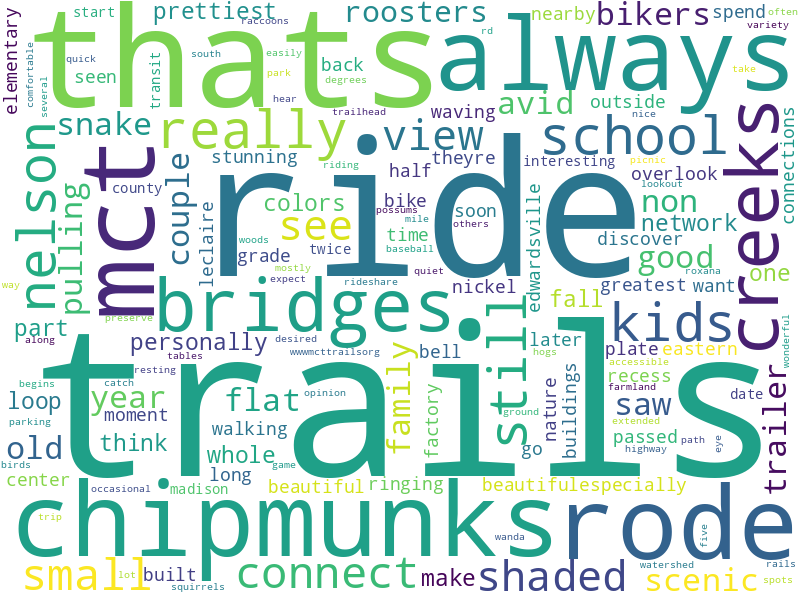 elementary
start
prettiest
raccoons
roosters
nearby
bikers
spend
often
variety
thats
always
comfortable
several
quick
seen
transit
south
easily
park
degrees
back
rd
take
hear
trailhead
waving
avid
outside
nice
snake
really
view
school
connections
stunning
riding
half
theyre
interesting
picnic
lookout
overlook
nelson
mct
county
couple
ride
colors
see
bike
possums
mile
others
soon
non
network
creeks
pulling
leclaire
woods
twice
time
baseball
edwardsville
discover
grade
mostly
quiet
good
roxana
one
way
preserve
expect
rideshare
nickel
greatest
want
part
along
bridges
still
fall
kids
personally
desired
wwwmcttrailsorg
later
plate
eastern
wonderful
begins
tables
catch
resting
opinion
bell
hogs
accessible
farmland
recess
date
trails
loop
year
moment
parking
flat
family
factory
ground
nature
buildings
saw
extended
trailer
old
think
walking
whole
go
passed
path
eye
birds
center
long
game
highway
occasional
madison
beautiful
ringing
beautifulespecially
chipmunks
rode
trip
wanda
five
small
lot
built
squirrels
connect
make
shaded
watershed
scenic
rails
spots